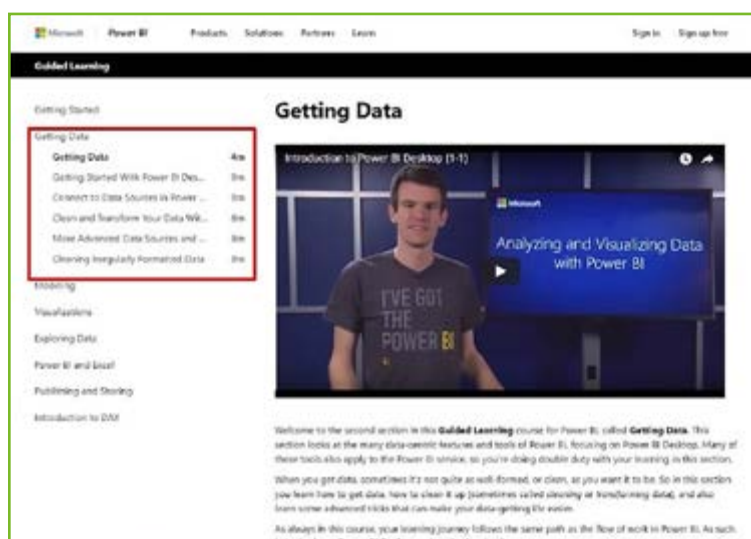 Microsoft Power BI Products Solutions Partners Learn Sign in Sign up free
Guided Learning
Getting Started
Getting Data
Getting Data 4m
Getting Started With Power BI Des...
Connect to Data Sources in Power ...
Clean and Transform Your Data Wit...
More Advanced Data Sources and ...
Cleaning Irregularly Formatted Data
Modeling
Visualizations
Exploring Data
Power BI and Excel
Publishing and Sharing
Introduction to DAX
Getting Data
Introduction to Power BI Desktop (1-1)
Microsoft
Analyzing and Visualizing Data
with Power BI
I'VE GOT
THE
POWER BI
Welcome to the second section in this Guided Learning course for Power BI, called Getting Data. This
section looks at the many data-centric features and tools of Power BI, focusing on Power BI Desktop. Many of
these tools also apply to the Power BI service, so you're doing double duty with your learning in this section.
When you get data, sometimes it's not quite as well-formed, or clean, as you want it to be. So in this section
you learn how to get data, how to clean it up (sometimes called cleaning or transforming data), and also
learn some advanced tricks that can make your data-getting life easier.
As always in this course, your learning journey follows the same path as the flow of work in Power BI. As such